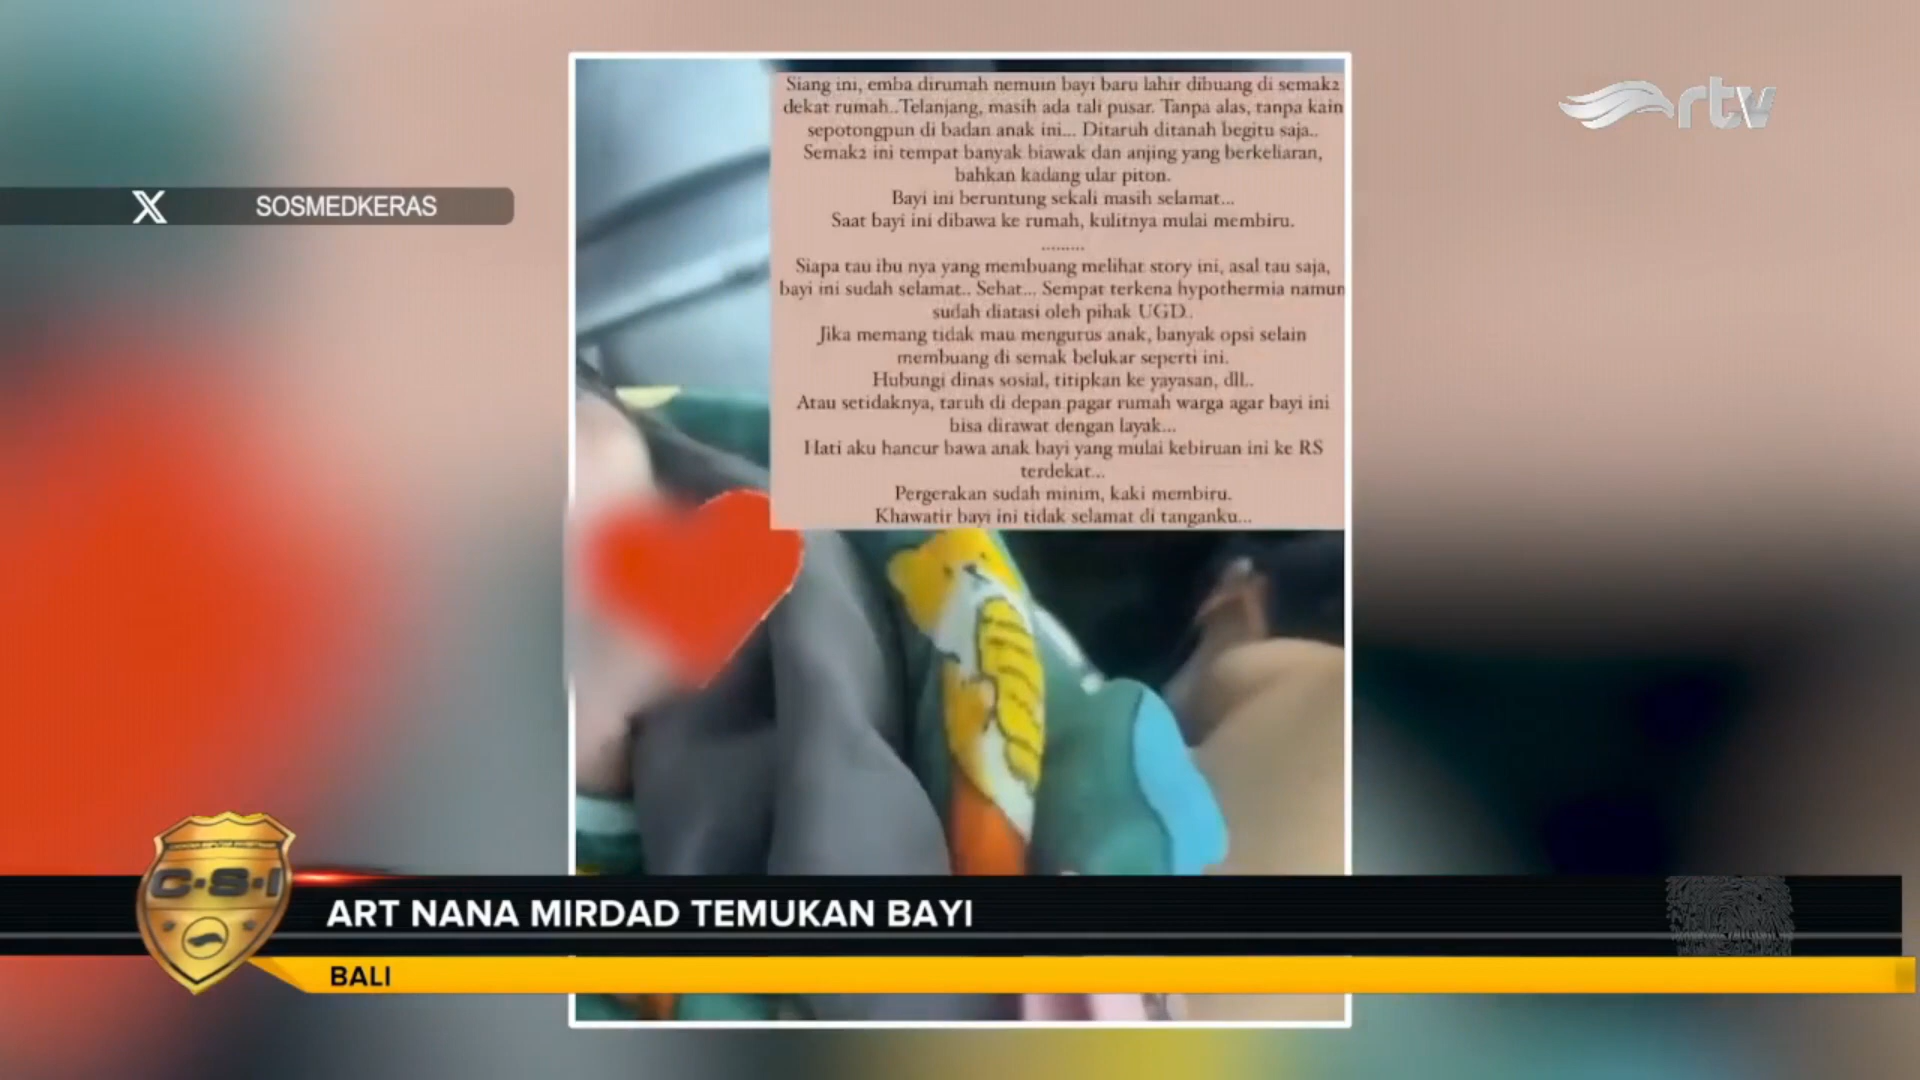 Siang ini, emba dirumah nemuin bayi baru lahir dibuang di semak2
dekat rumah..Telanjang, masih ada tali pusar. Tanpa alas, tanpa kain
sepotongpun di badan anak ini... Ditaruh ditanah begitu saja..
Semak2 ini tempat banyak biawak dan anjing yang berkeliaran,
bahkan kadang ular piton.
Bayi ini beruntung sekali masih selamat...
Saat bayi ini dibawa ke rumah, kulitnya mulai membiru.
.........
Siapa tau ibu nya yang membuang melihat story ini, asal tau saja,
bayi ini sudah selamat.. Sehat... Sempat terkena hypothermia namun
sudah diatasi oleh pihak UGD..
Jika memang tidak mau mengurus anak, banyak opsi selain
membuang di semak belukar seperti ini.
Hubungi dinas sosial, titipkan ke yayasan, dll..
Atau setidaknya, taruh di depan pagar rumah warga agar bayi ini
bisa dirawat dengan layak...
Hati aku hancur bawa anak bayi yang mulai kebiruan ini ke RS
terdekat...
Pergerakan sudah minim, kaki membiru.
Khawatir bayi ini tidak selamat di tanganku...
rtv
X SOSMEDKERAS
C·S·I
ART NANA MIRDAD TEMUKAN BAYI
BALI